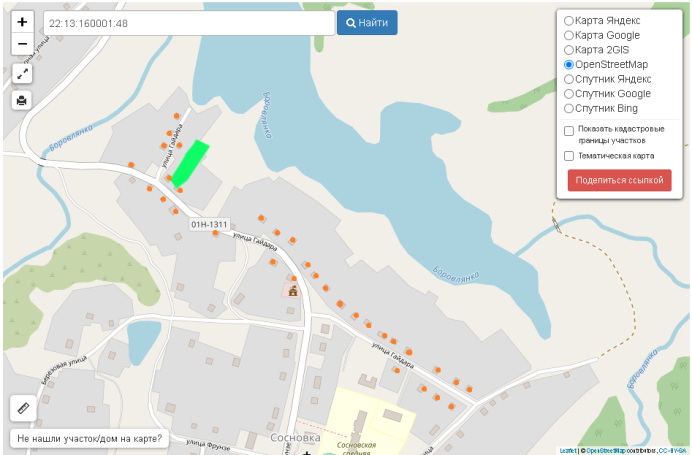 +
22:13:160001:48
Найти
−
Карта Яндекс
Карта Google
Карта 2GIS
OpenStreetMap
Спутник Яндекс
Спутник Google
Спутник Bing
Показать кадастровые
границы участков
Тематическая карта
Поделиться ссылкой
улица
Боровлянка
Боровлянка
улица Гайдара
01Н-1311
улица Гайдара
Боровлянка
улица Гайдара
Боровлянка
Берёзовая улица
Сосновка
Сосновская
средняя
улица Фрунзе
Не нашли участок/дом на карте?
Leaflet | © OpenStreetMap contributors, CC-BY-SA